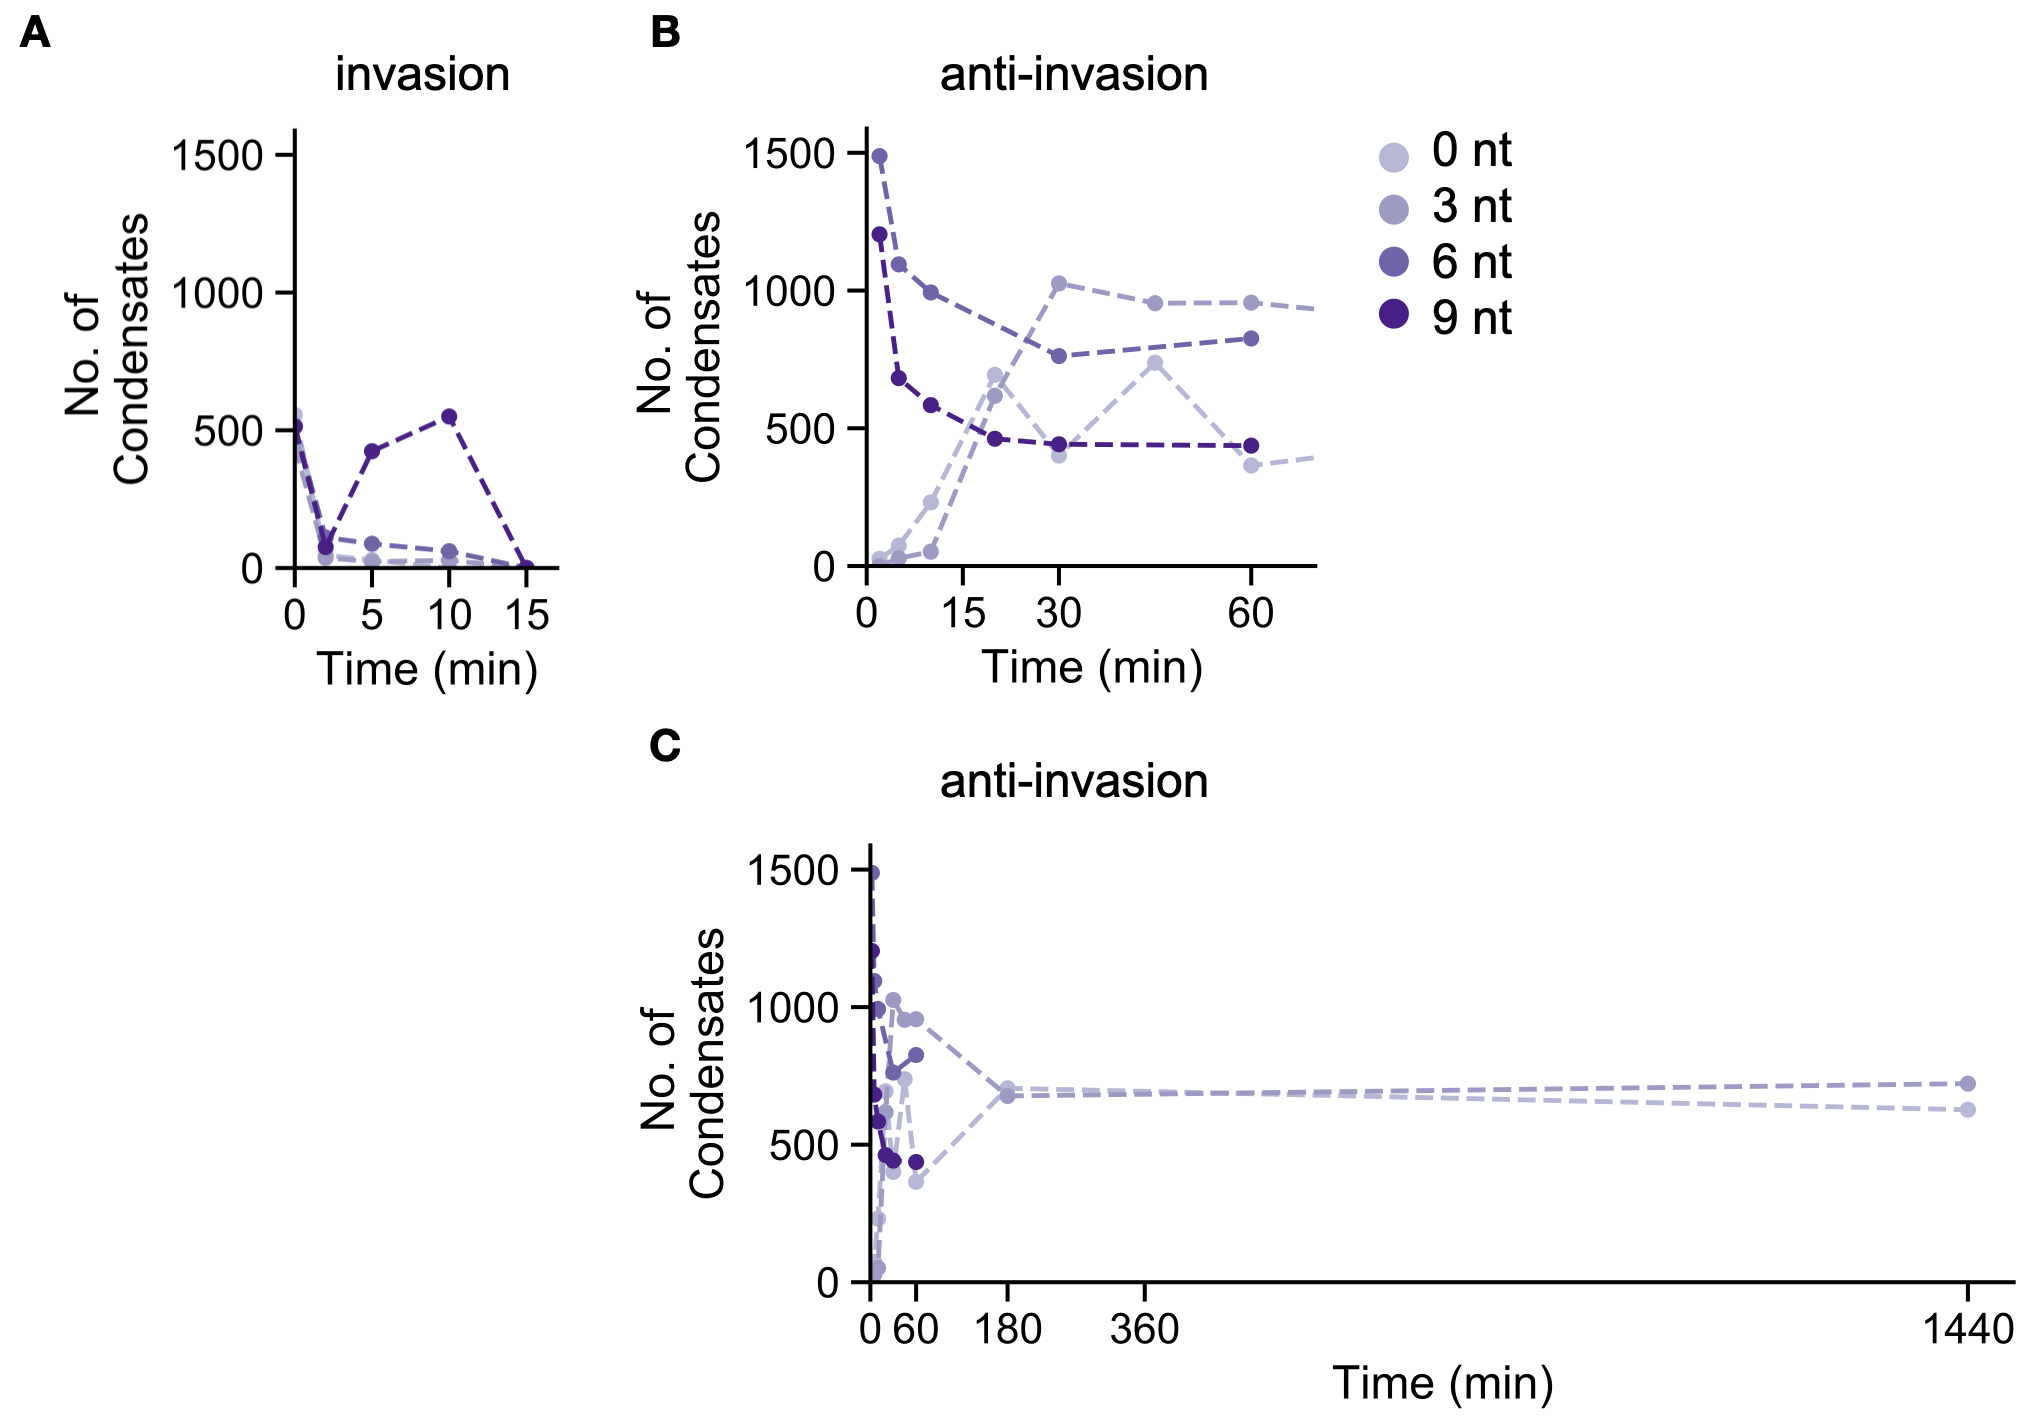 A
invasion
1500
1000
500
0
No. of
Condensates
0 5 10 15
Time (min)
B
anti-invasion
1500
1000
500
0
No. of
Condensates
0 15 30 60
Time (min)
0 nt
3 nt
6 nt
9 nt
C
anti-invasion
1500
1000
500
0
No. of
Condensates
0 60 180 360 1440
Time (min)